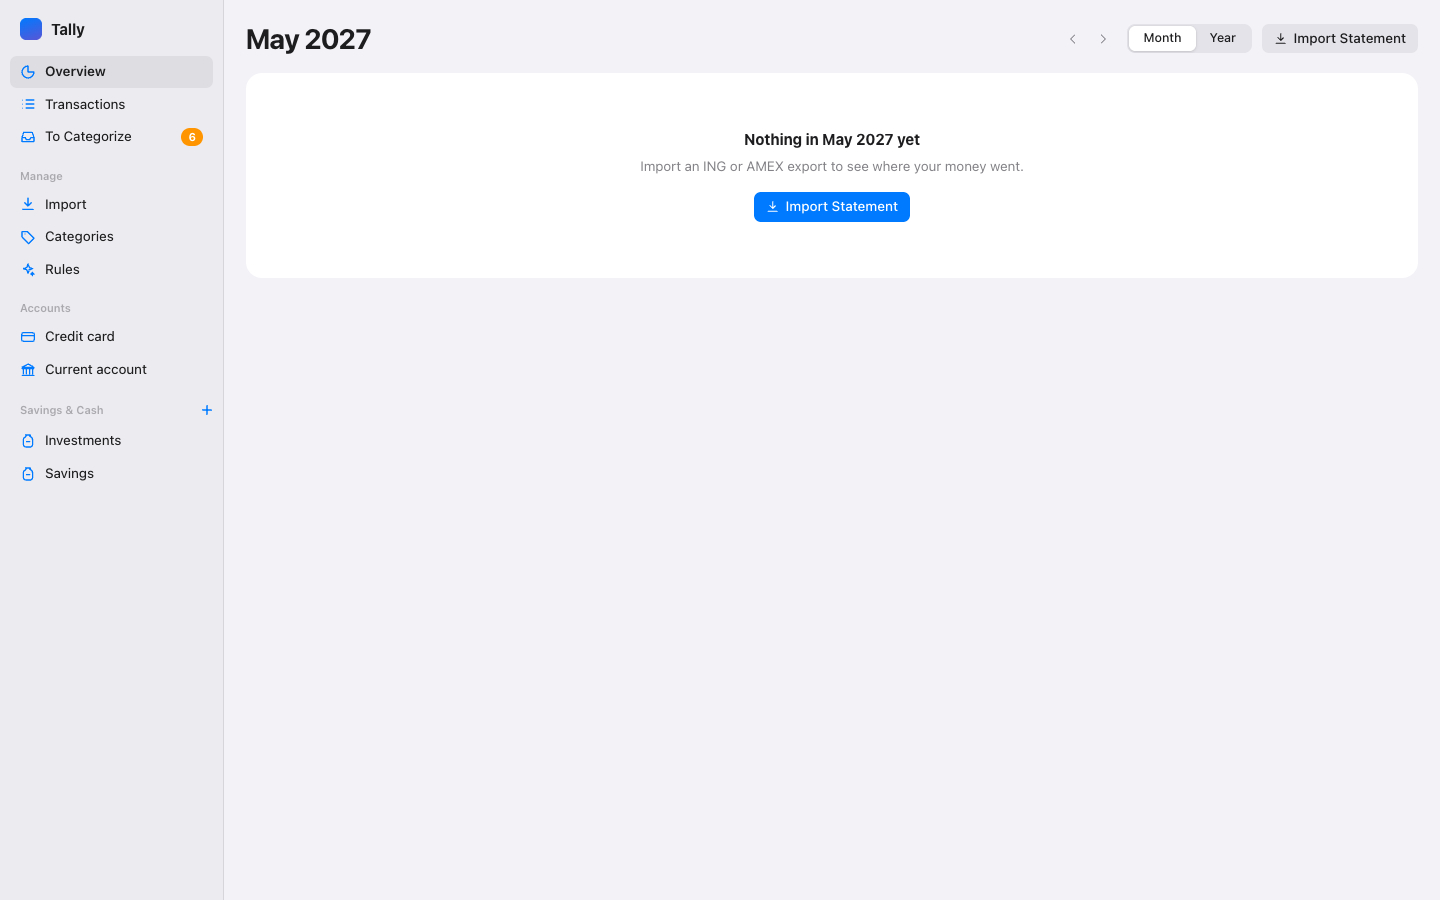 Tally
Overview
Transactions
To Categorize 6
Manage
Import
Categories
Rules
Accounts
Credit card
Current account
Savings & Cash
Investments
Savings
May 2027
Month Year Import Statement
Nothing in May 2027 yet
Import an ING or AMEX export to see where your money went.
Import Statement